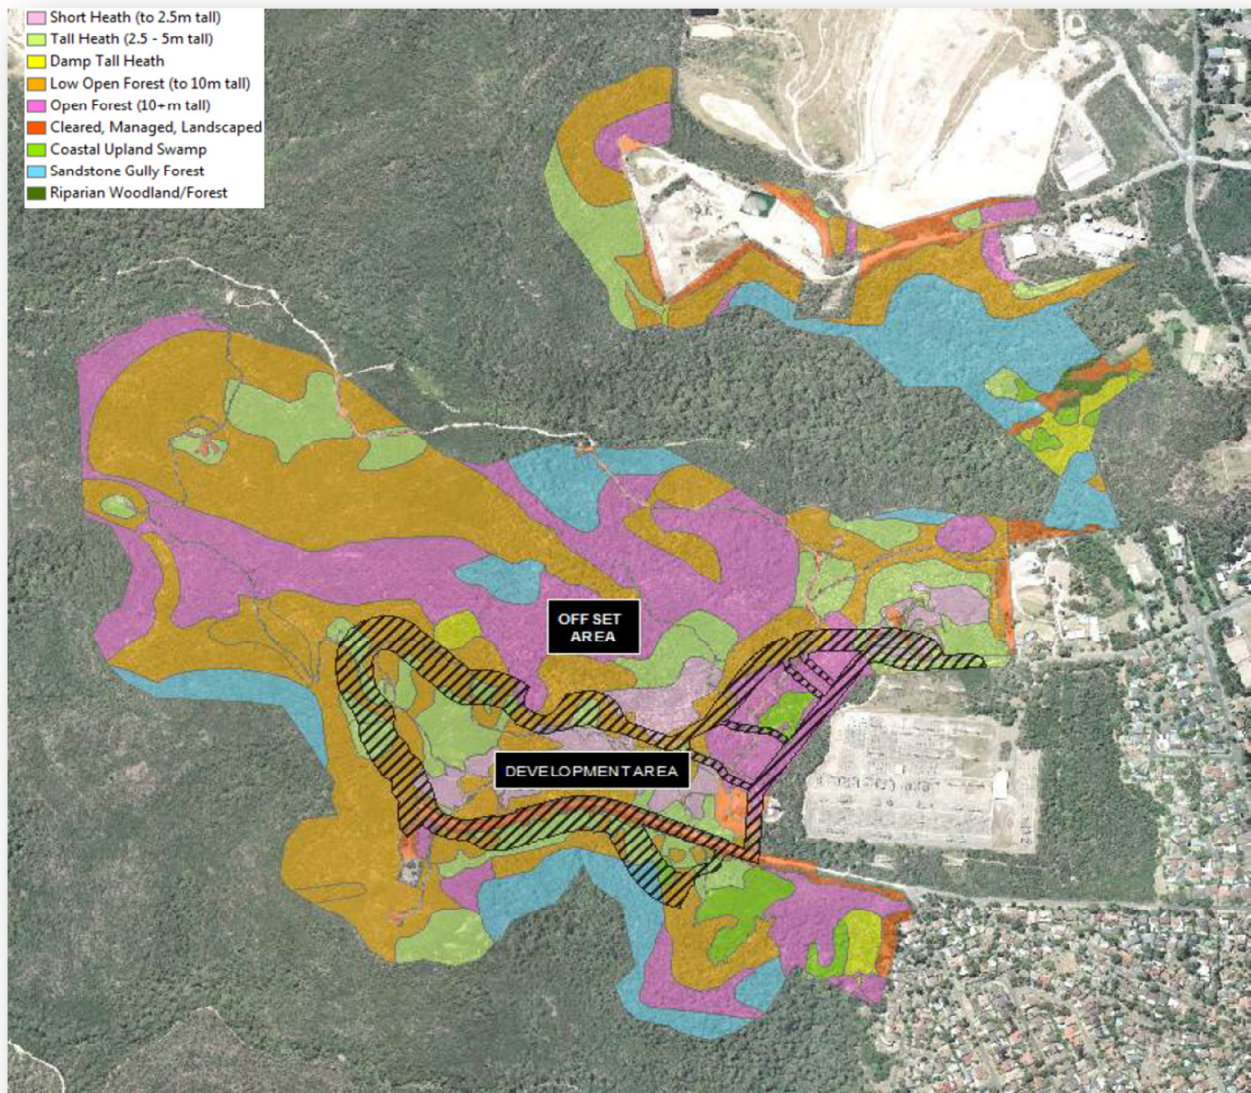 Short Heath (to 2.5m tall)
Tall Heath (2.5 - 5m tall)
Damp Tall Heath
Low Open Forest (to 10m tall)
Open Forest (10+m tall)
Cleared, Managed, Landscaped
Coastal Upland Swamp
Sandstone Gully Forest
Riparian Woodland/Forest
OFFSET
AREA
DEVELOPMENT AREA